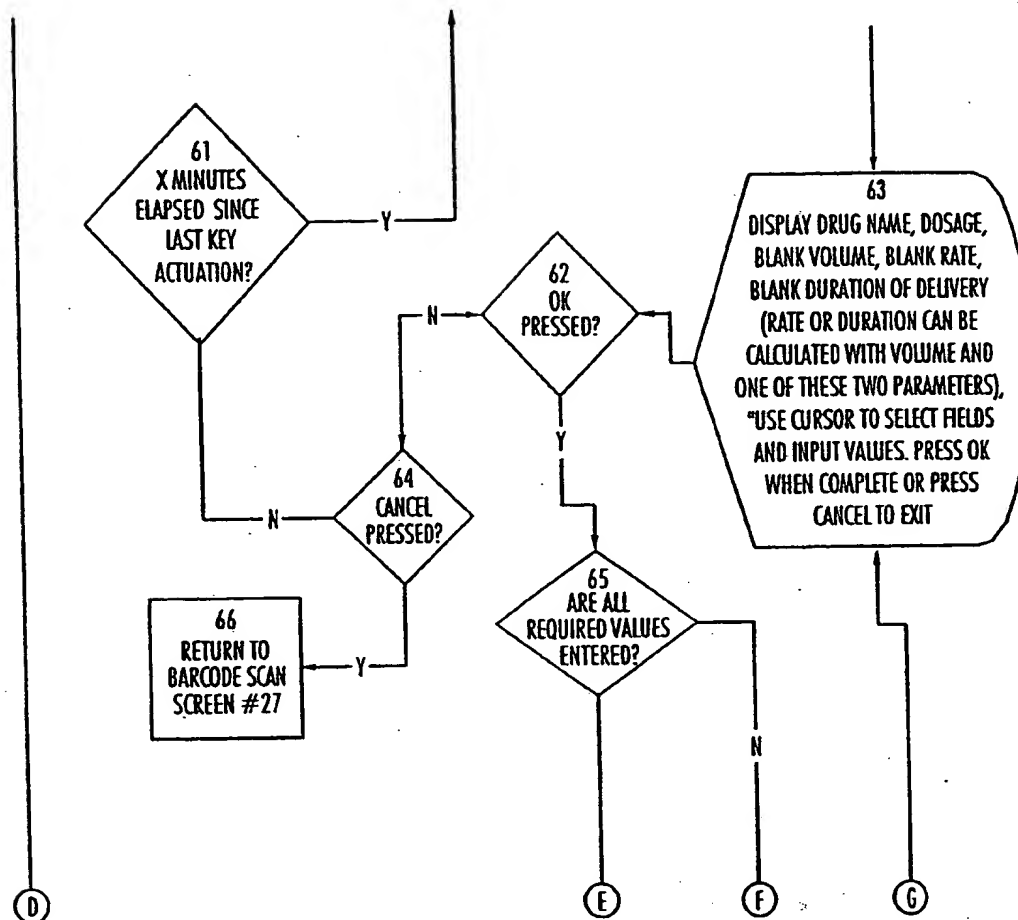 61
X MINUTES
ELAPSED SINCE
LAST KEY
ACTUATION?
Y
62
OK
PRESSED?
N
Y
63
DISPLAY DRUG NAME, DOSAGE,
BLANK VOLUME, BLANK RATE,
BLANK DURATION OF DELIVERY
(RATE OR DURATION CAN BE
CALCULATED WITH VOLUME AND
ONE OF THESE TWO PARAMETERS),
"USE CURSOR TO SELECT FIELDS
AND INPUT VALUES. PRESS OK
WHEN COMPLETE OR PRESS
CANCEL TO EXIT
64
CANCEL
PRESSED?
N
Y
65
ARE ALL
REQUIRED VALUES
ENTERED?
N
66
RETURN TO
BARCODE SCAN
SCREEN #27
D
E
F
G